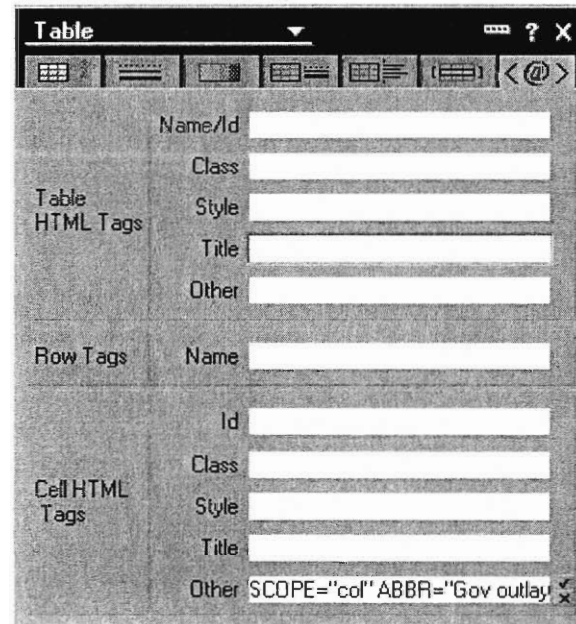 Table ? X
<@>
Name/Id
Class
Table
HTML Tags
Style
Title
Other
Row Tags Name
Id
Class
Cell HTML
Tags
Style
Title
Other SCOPE="col" ABBR="Gov outlay